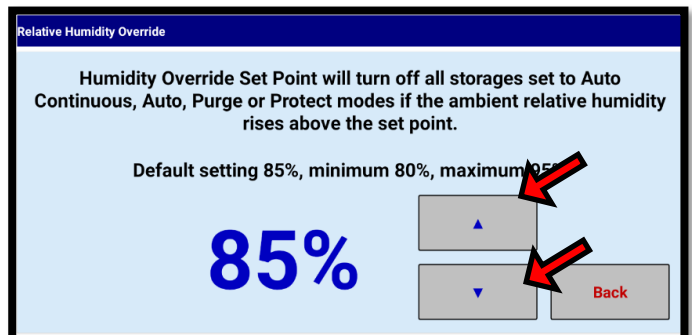 Relative Humidity Override
Humidity Override Set Point will turn off all storages set to Auto
Continuous, Auto, Purge or Protect modes if the ambient relative humidity
rises above the set point.
Default setting 85%, minimum 80%, maximum 95%
▲
85%
▼
Back